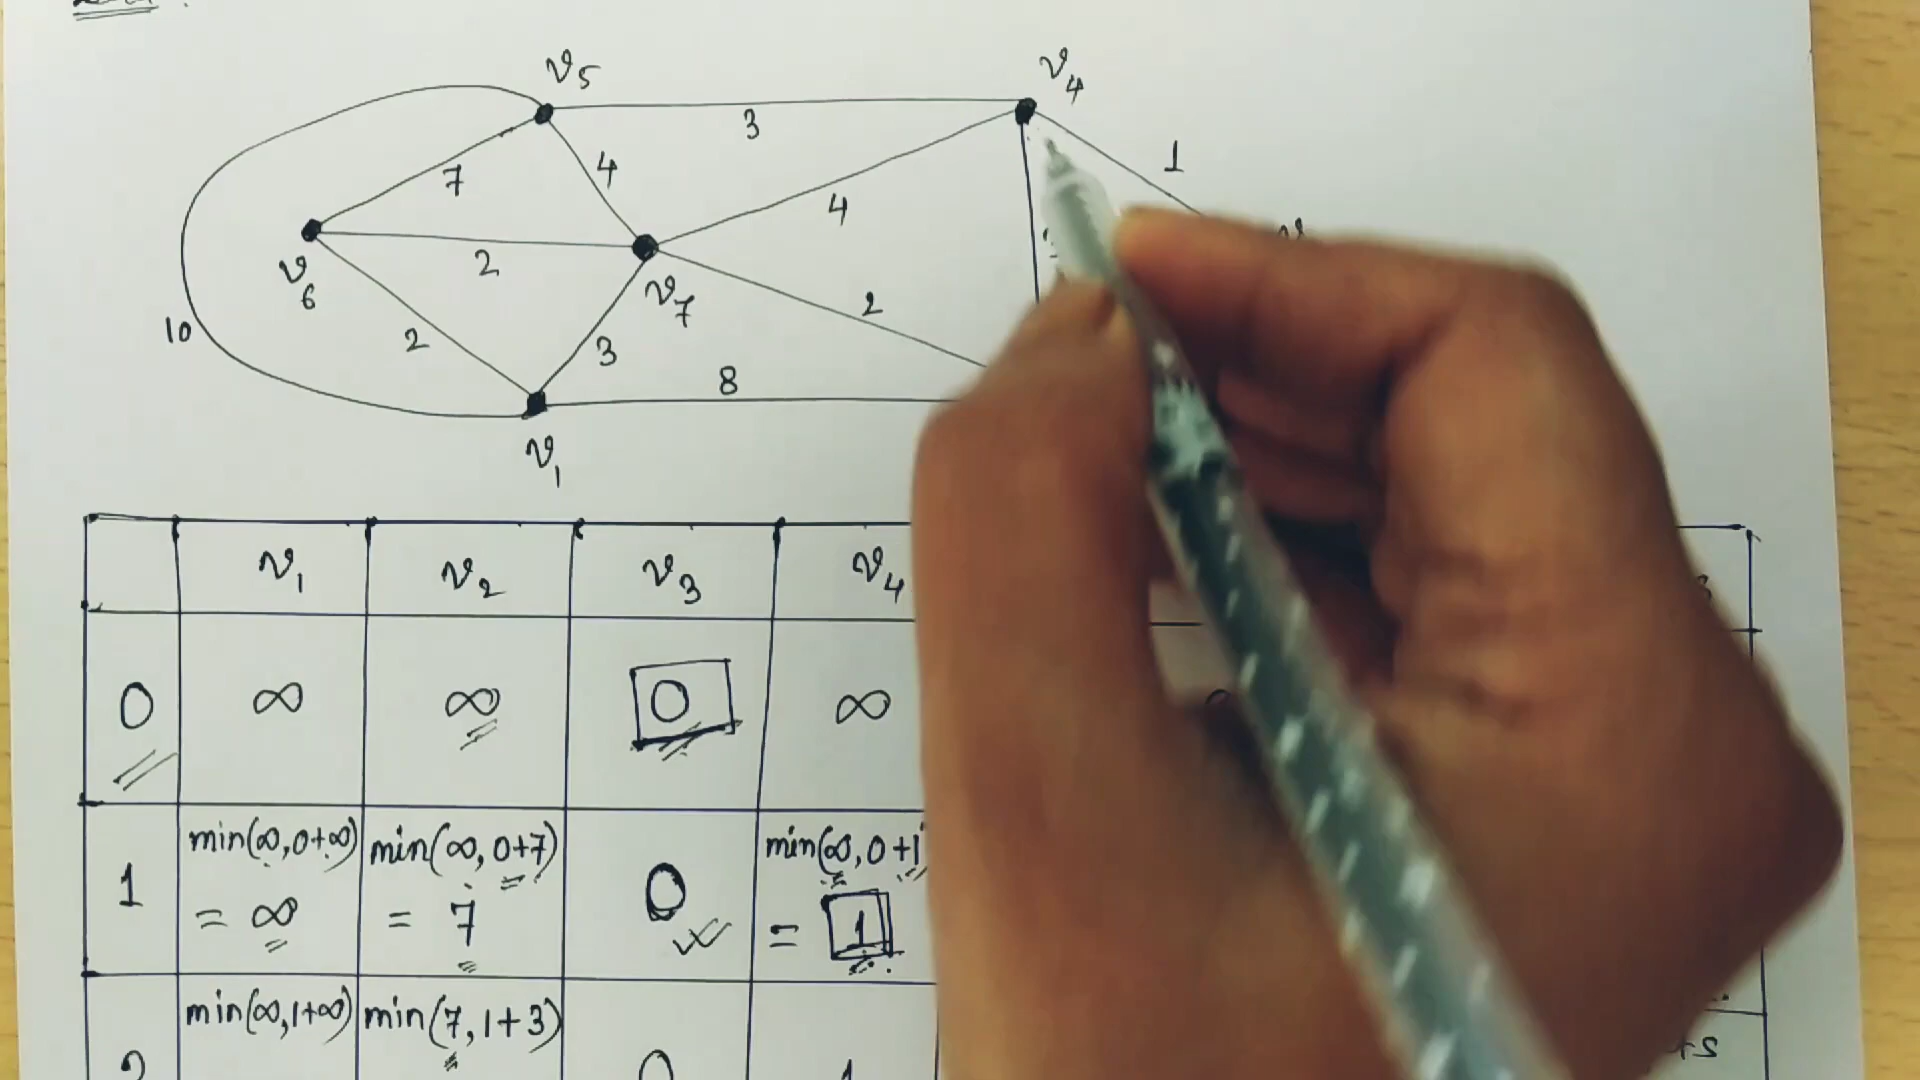 v5
v4
3
1
7
4
4
v6
2
v7
2
10
2
3
8
v1
v1 v2 v3 v4
0 ∞ ∞ 0 ∞
1 min(∞,0+∞) min(∞,0+7) 0 min(∞,0+1
= ∞ = 7 = 1
min(∞,1+∞) min(7,1+3)
2 0 1